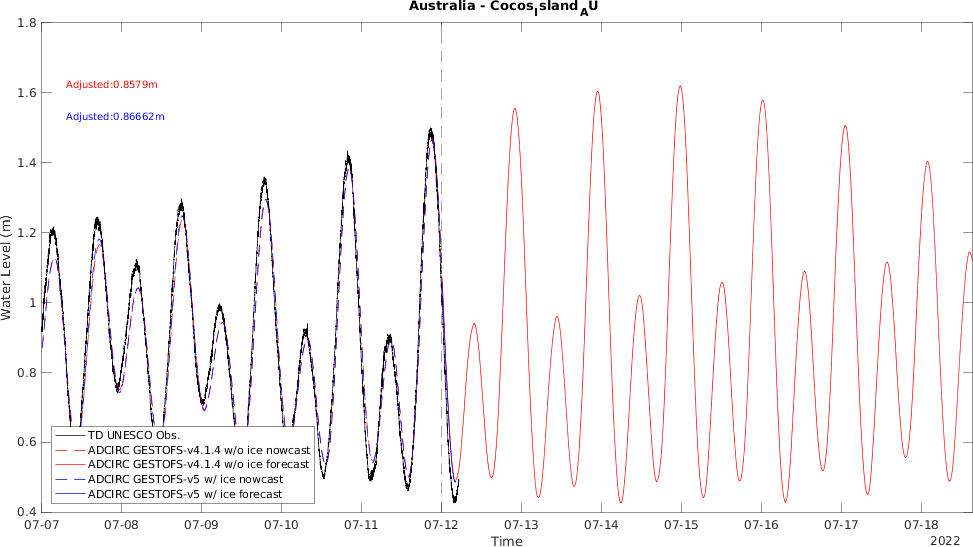 Australia - CocosIslandAU
1.8
1.6
1.4
1.2
1
0.8
0.6
0.4
Water Level (m)
Adjusted:0.8579m
Adjusted:0.86662m
TD UNESCO Obs.
ADCIRC GESTOFS-v4.1.4 w/o ice nowcast
ADCIRC GESTOFS-v4.1.4 w/o ice forecast
ADCIRC GESTOFS-v5 w/ ice nowcast
ADCIRC GESTOFS-v5 w/ ice forecast
07-07 07-08 07-09 07-10 07-11 07-12 07-13 07-14 07-15 07-16 07-17 07-18
Time
2022